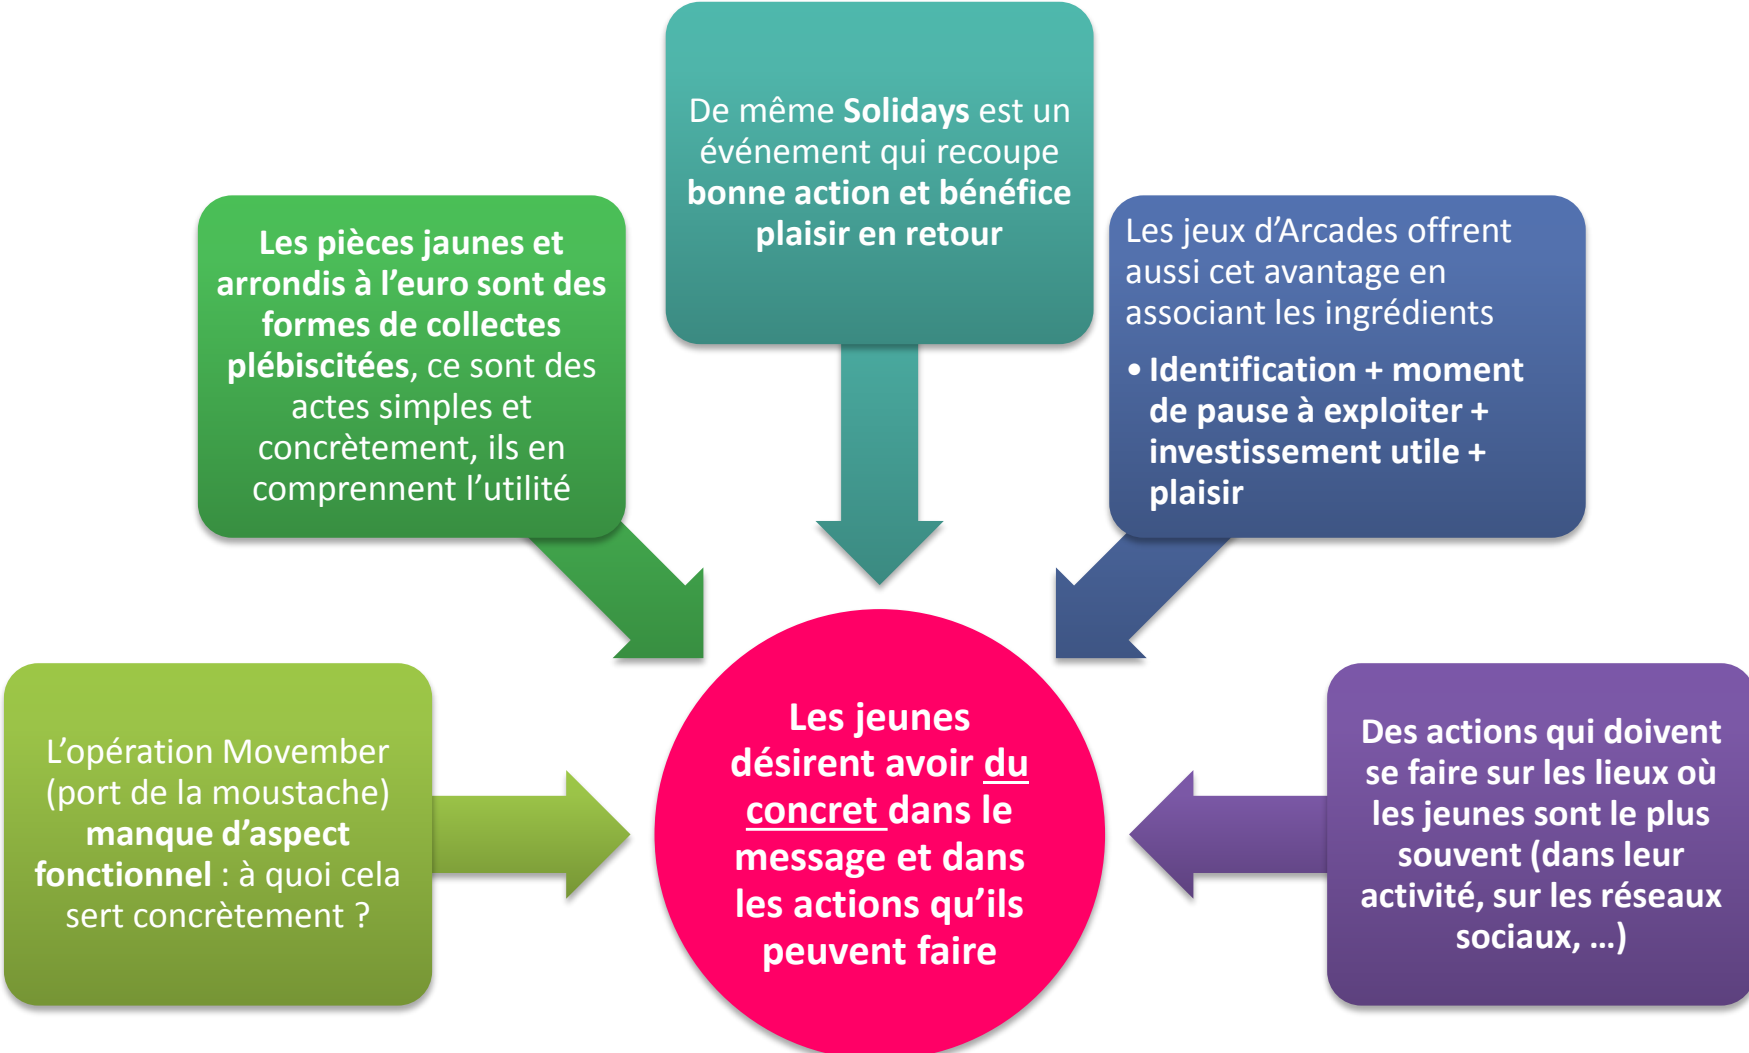 L’opération Movember
(port de la moustache)
manque d’aspect
fonctionnel : à quoi cela
sert concrètement ?
Les pièces jaunes et
arrondis à l’euro sont des
formes de collectes
plébiscitées, ce sont des
actes simples et
concrètement, ils en
comprennent l’utilité
De même Solidays est un
événement qui recoupe
bonne action et bénéfice
plaisir en retour
Les jeux d’Arcades offrent
aussi cet avantage en
associant les ingrédients
• Identification + moment
de pause à exploiter +
investissement utile +
plaisir
Des actions qui doivent
se faire sur les lieux où
les jeunes sont le plus
souvent (dans leur
activité, sur les réseaux
sociaux, …)
Les jeunes
désirent avoir du
concret dans le
message et dans
les actions qu’ils
peuvent faire